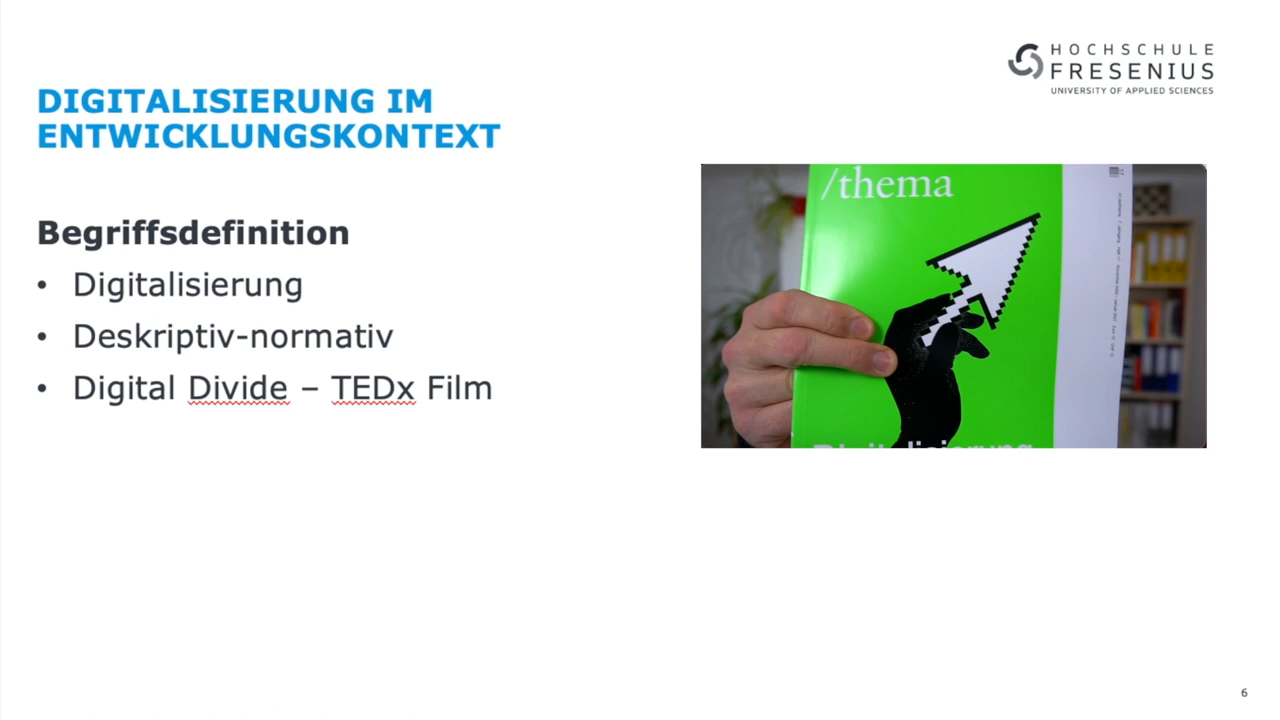 HOCHSCHULE
FRESENIUS
UNIVERSITY OF APPLIED SCIENCES
DIGITALISIERUNG IM
ENTWICKLUNGSKONTEXT
Begriffsdefinition
• Digitalisierung
• Deskriptiv-normativ
• Digital Divide – TEDx Film
/thema
Digitalisierung
6